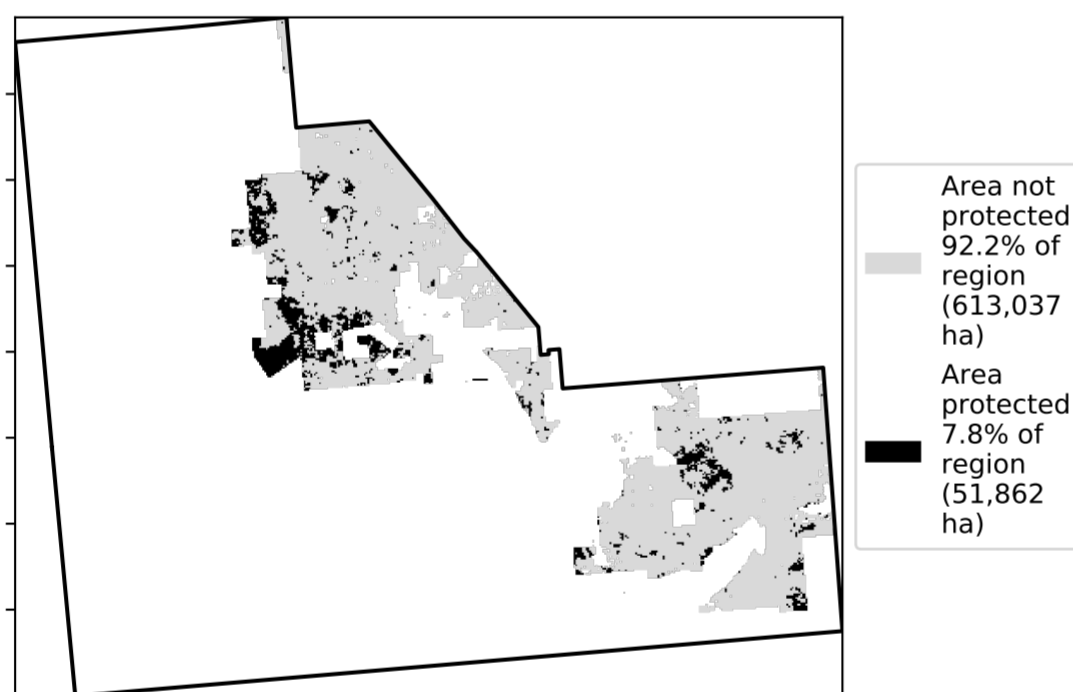 Area not
protected
92.2% of
region
(613,037
ha)
Area
protected
7.8% of
region
(51,862
ha)